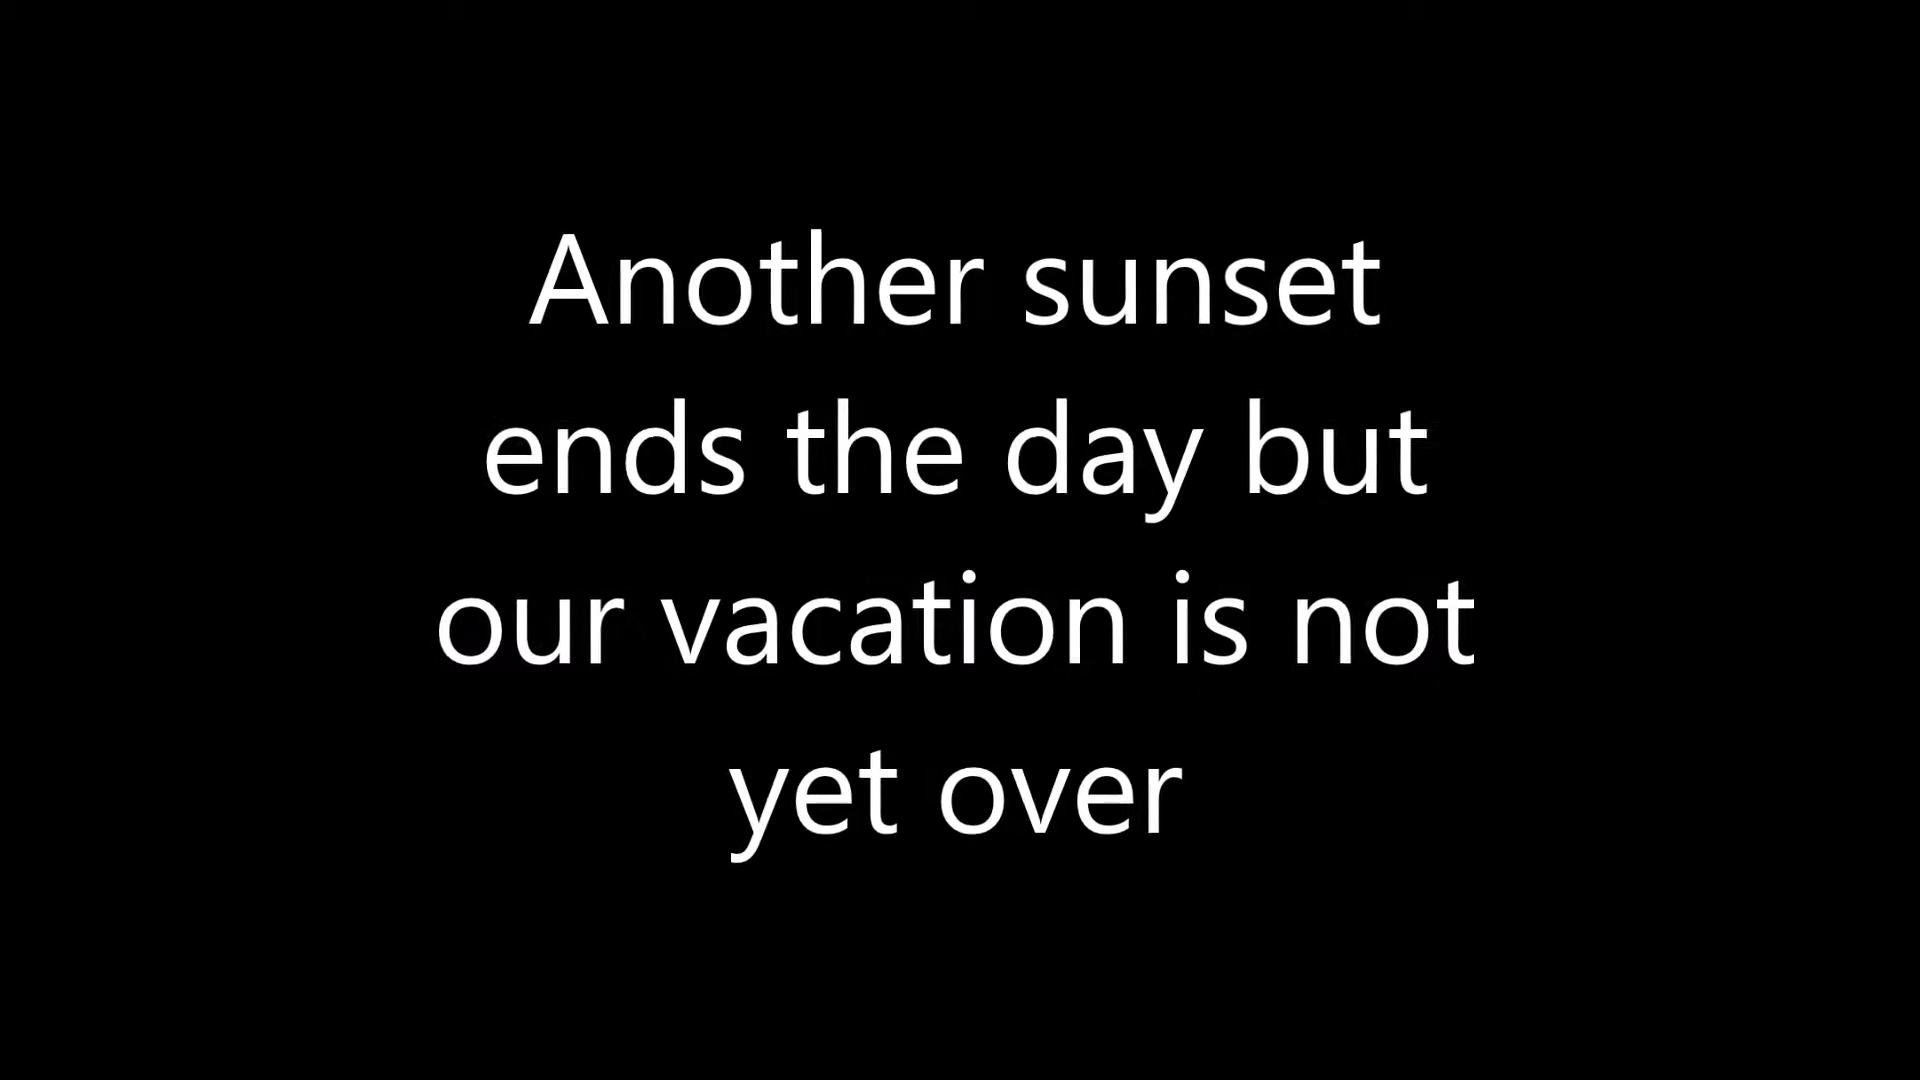 Another sunset
ends the day but
our vacation is not
yet over